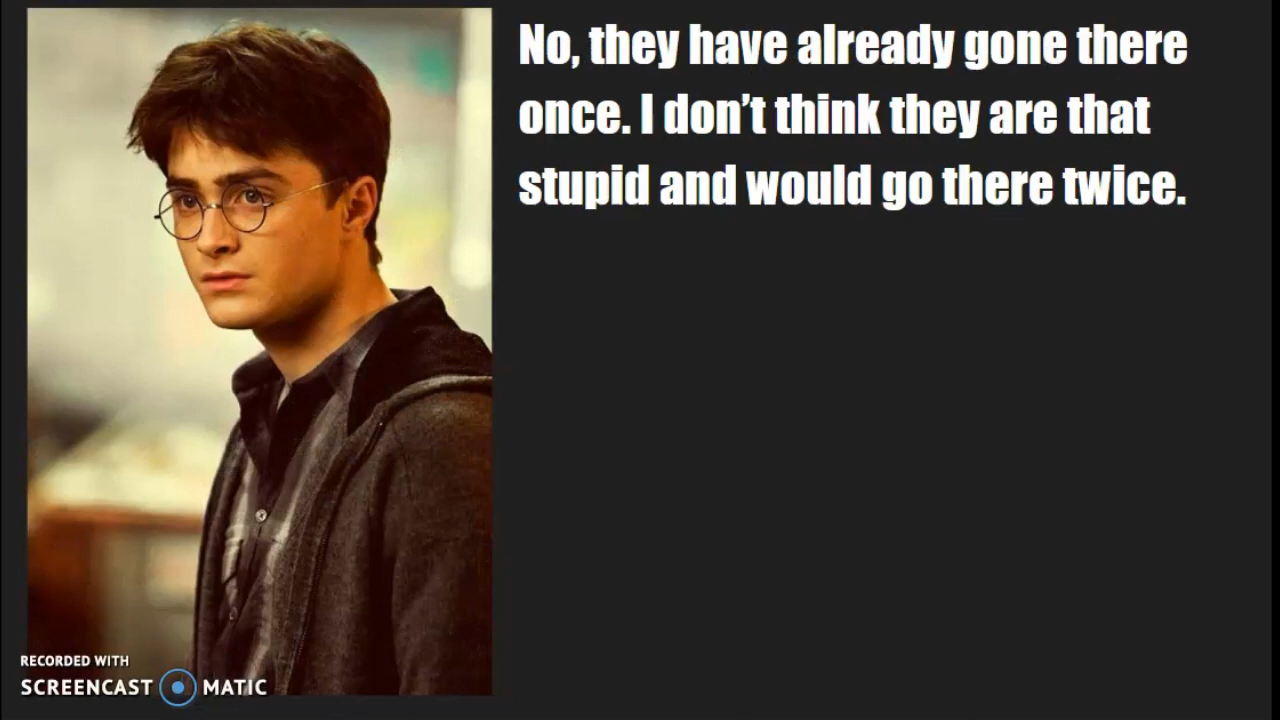 No, they have already gone there
once. I don’t think they are that
stupid and would go there twice.
RECORDED WITH
SCREENCAST MATIC